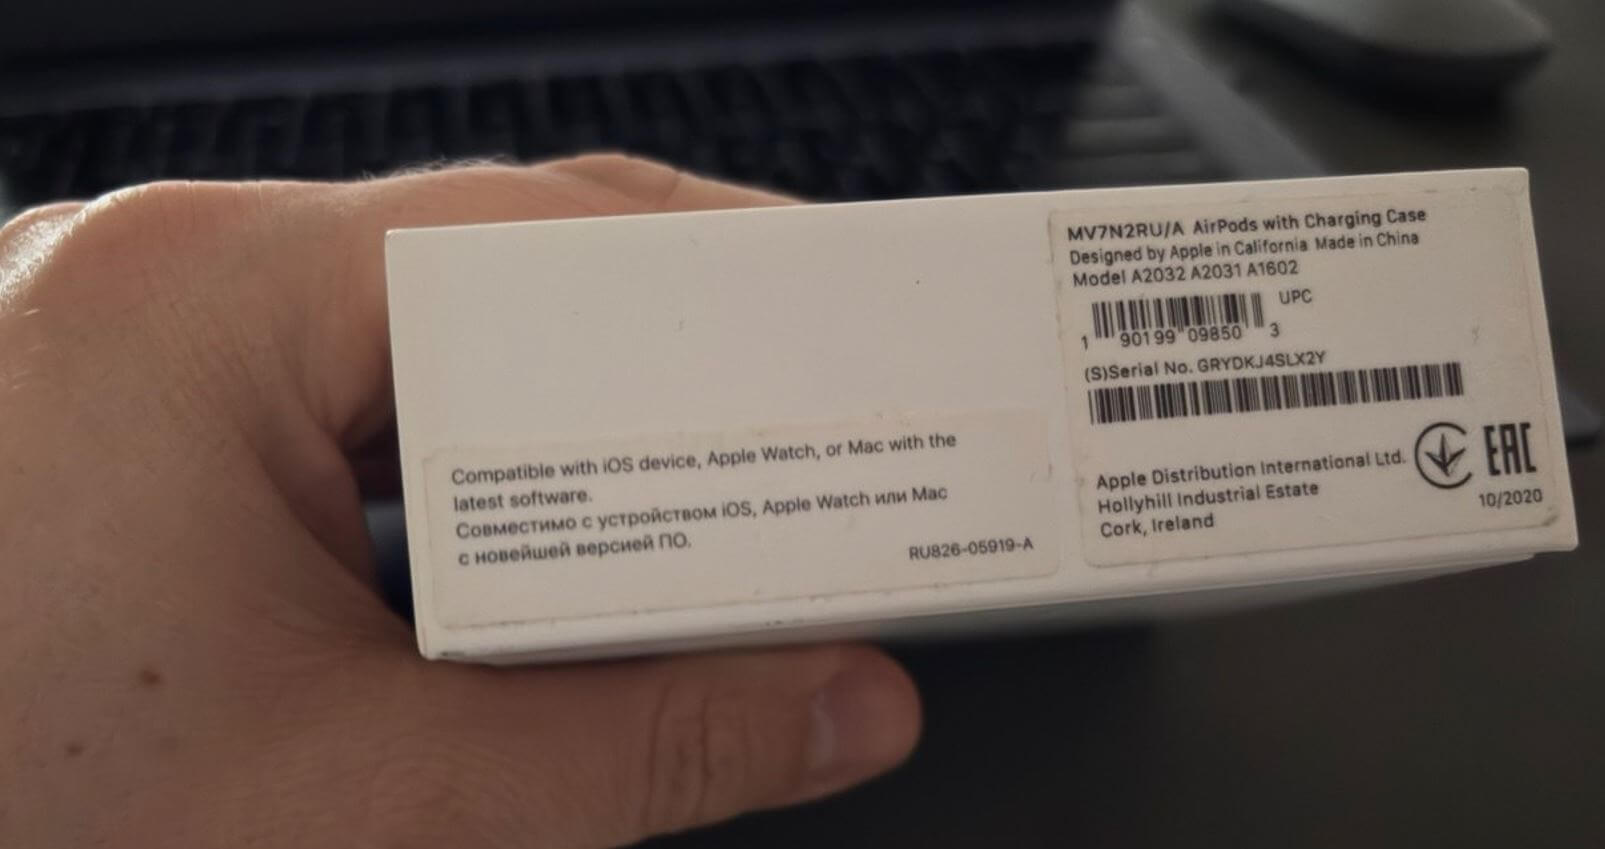 Compatible with iOS device, Apple Watch, or Mac with the
latest software.
Совместимо с устройством iOS, Apple Watch или Mac
с новейшей версией ПО.
RU826-05919-A
MV7N2RU/A AirPods with Charging Case
Designed by Apple in California Made in China
Model A2032 A2031 A1602
UPC
1 90199 09850 3
(S)Serial No. GRYDKJ4SLX2Y
Apple Distribution International Ltd.
Hollyhill Industrial Estate
Cork, Ireland
EAC
10/2020